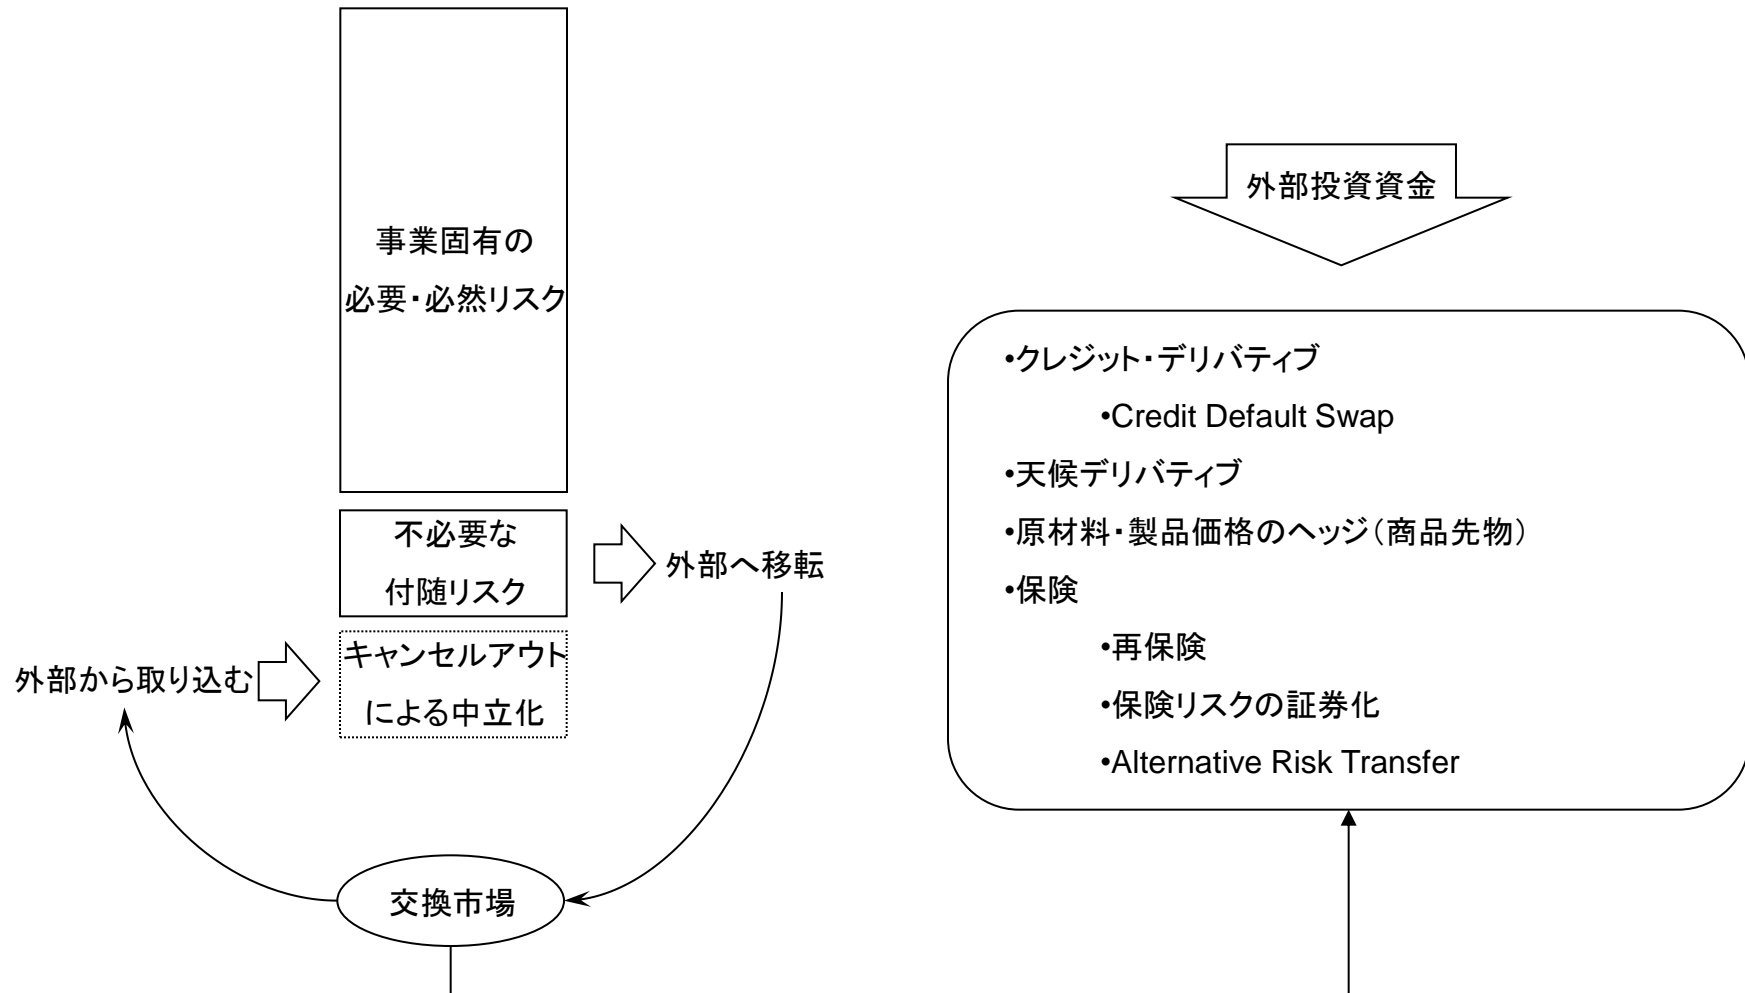 事業固有の
必要・必然リスク
不必要な
付随リスク
外部へ移転
キャンセルアウト
による中立化
外部から取り込む
交換市場
外部投資資金
•クレジット・デリバティブ
•Credit Default Swap
•天候デリバティブ
•原材料・製品価格のヘッジ（商品先物）
•保険
•再保険
•保険リスクの証券化
•Alternative Risk Transfer